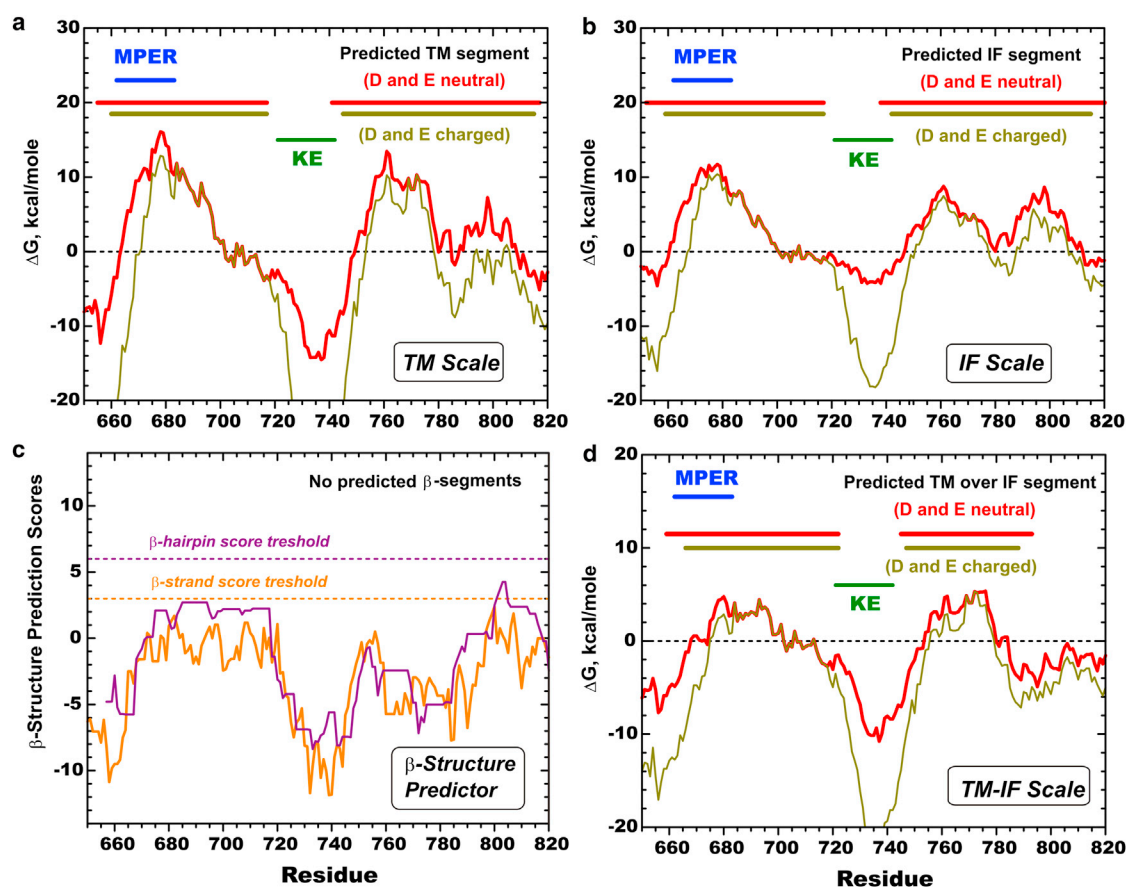 a
30
20
10
0
-10
-20
ΔG, kcal/mole
MPER
Predicted TM segment
(D and E neutral)
(D and E charged)
KE
TM Scale
660 680 700 720 740 760 780 800 820
b
30
20
10
0
-10
-20
ΔG, kcal/mole
MPER
Predicted IF segment
(D and E neutral)
(D and E charged)
KE
IF Scale
660 680 700 720 740 760 780 800 820
c
10
5
0
-5
-10
β-Structure Prediction Scores
No predicted β-segments
β-hairpin score treshold
β-strand score treshold
β-Structure
Predictor
660 680 700 720 740 760 780 800 820
Residue
d
20
10
0
-10
-20
ΔG, kcal/mole
MPER
Predicted TM over IF segment
(D and E neutral)
(D and E charged)
KE
TM-IF Scale
660 680 700 720 740 760 780 800 820
Residue